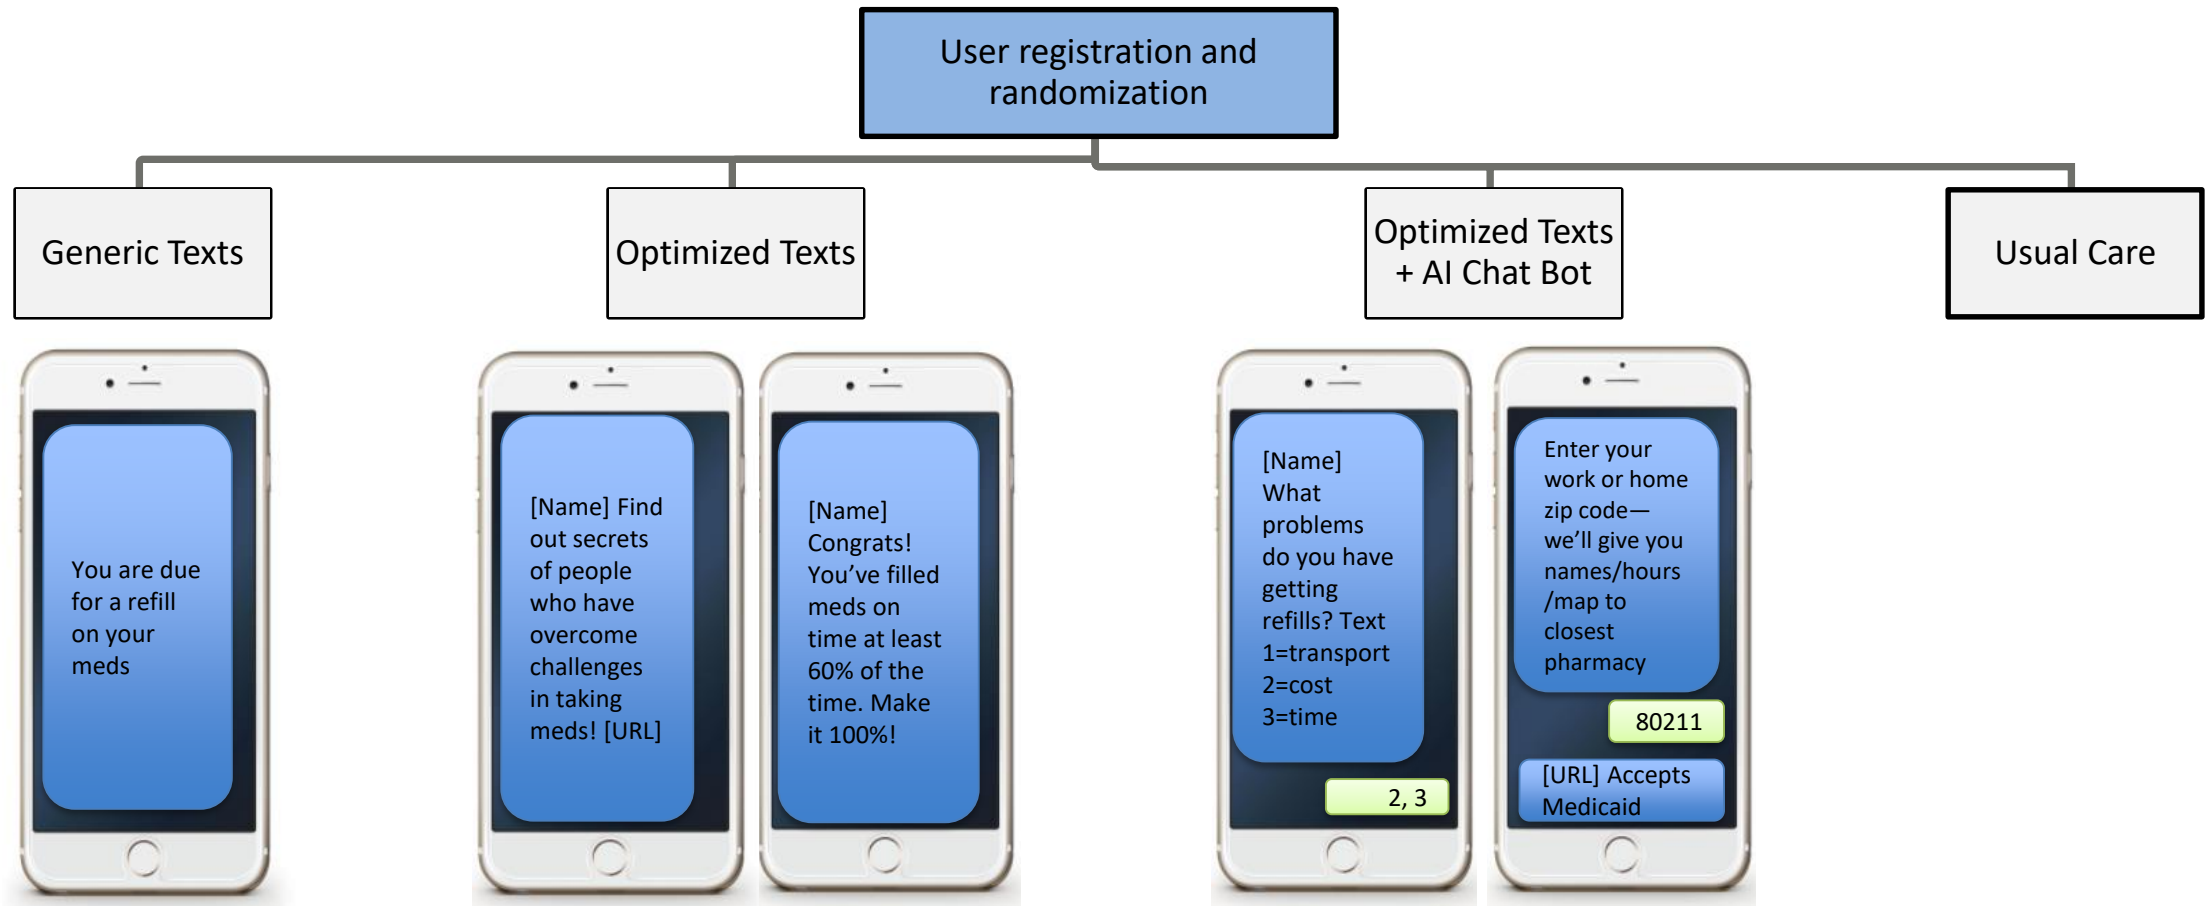 User registration and
randomization
Generic Texts
Optimized Texts
Optimized Texts
+ AI Chat Bot
Usual Care
You are due
for a refill
on your
meds
[Name] Find
out secrets
of people
who have
overcome
challenges
in taking
meds! [URL]
[Name]
Congrats!
You’ve filled
meds on
time at least
60% of the
time. Make
it 100%!
[Name]
What
problems
do you have
getting
refills? Text
1=transport
2=cost
3=time
2, 3
Enter your
work or home
zip code—
we’ll give you
names/hours
/map to
closest
pharmacy
80211
[URL] Accepts
Medicaid